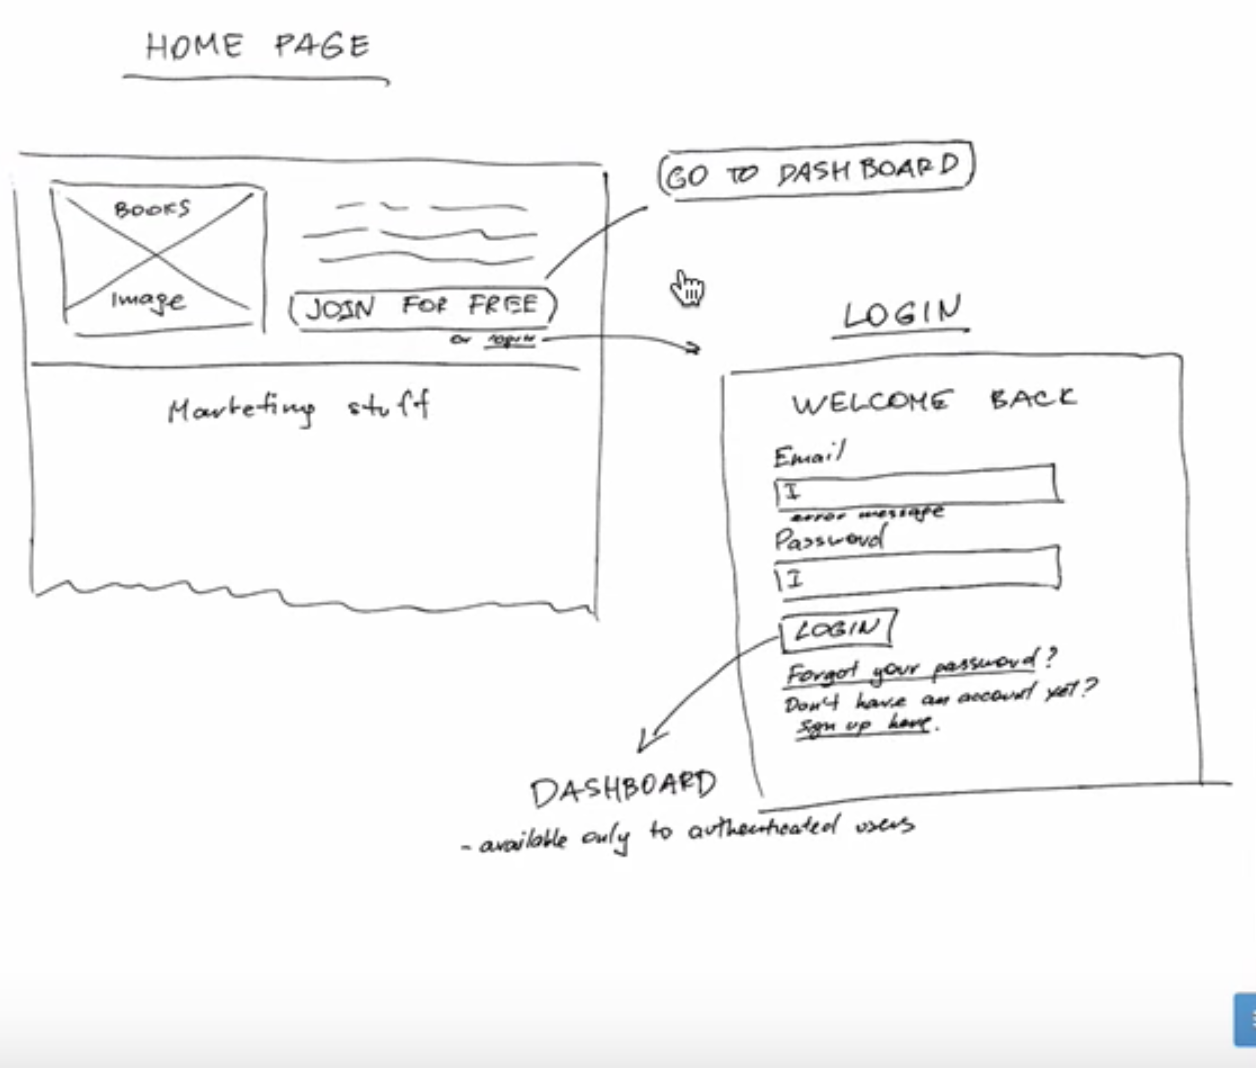 HOME PAGE
BOOKS
Image
JOIN FOR FREE
or login
Marketing stuff
GO TO DASHBOARD
LOGIN
WELCOME BACK
Email
I
error message
Password
I
LOGIN
Forgot your password?
Don't have an account yet?
Sign up here.
DASHBOARD
- available only to authenticated users